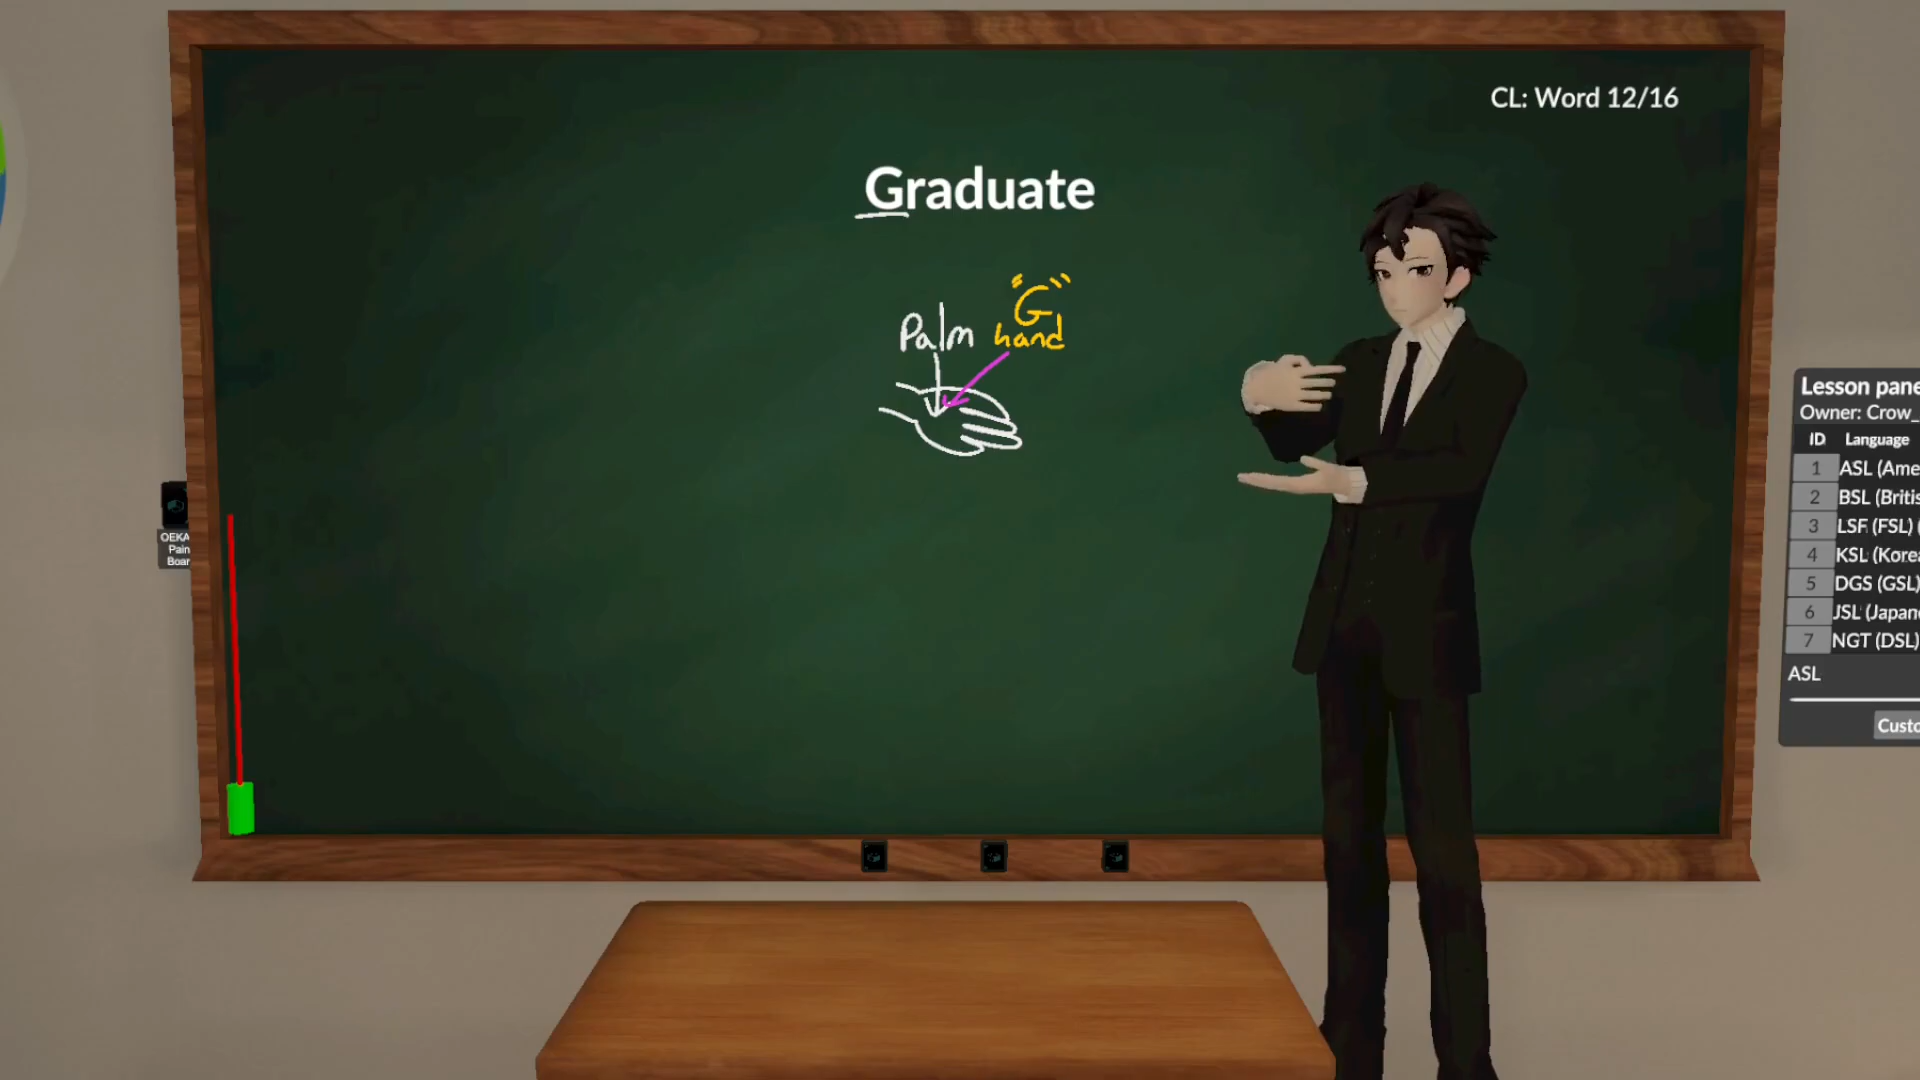 CL: Word 12/16
Graduate
Palm "G" hand
OEKA
Pain
Boar
Lesson pane
Owner: Crow_
ID Language
1 ASL (Ame
2 BSL (Britis
3 LSF (FSL) (
4 KSL (Kore
5 DGS (GSL)
6 JSL (Japan
7 NGT (DSL)
ASL
Custo